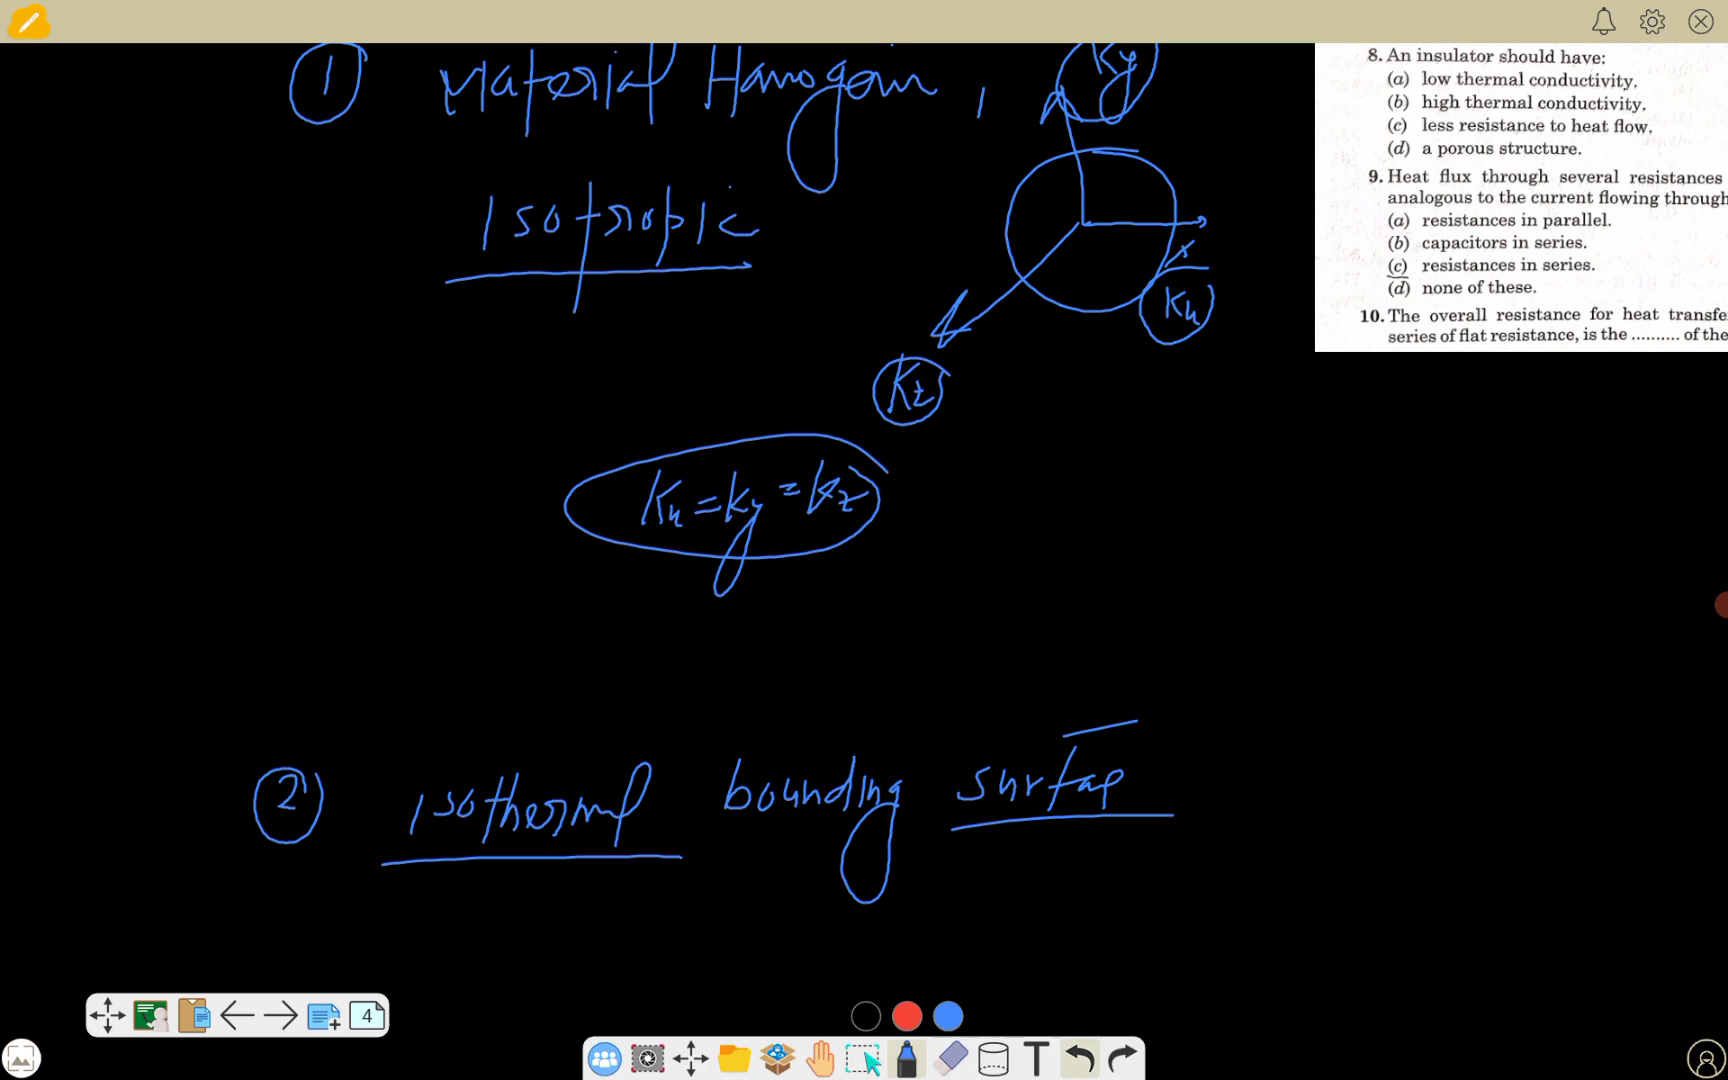 1 Material Homogen,
Ky
Isotropic
x
Kx
Kz
Kx = Ky = Kz
2 Isothermal bounding surface
8. An insulator should have:
(a) low thermal conductivity.
(b) high thermal conductivity.
(c) less resistance to heat flow.
(d) a porous structure.
9. Heat flux through several resistances
analogous to the current flowing through
(a) resistances in parallel.
(b) capacitors in series.
(c) resistances in series.
(d) none of these.
10. The overall resistance for heat transfe
series of flat resistance, is the .......... of the
4
T